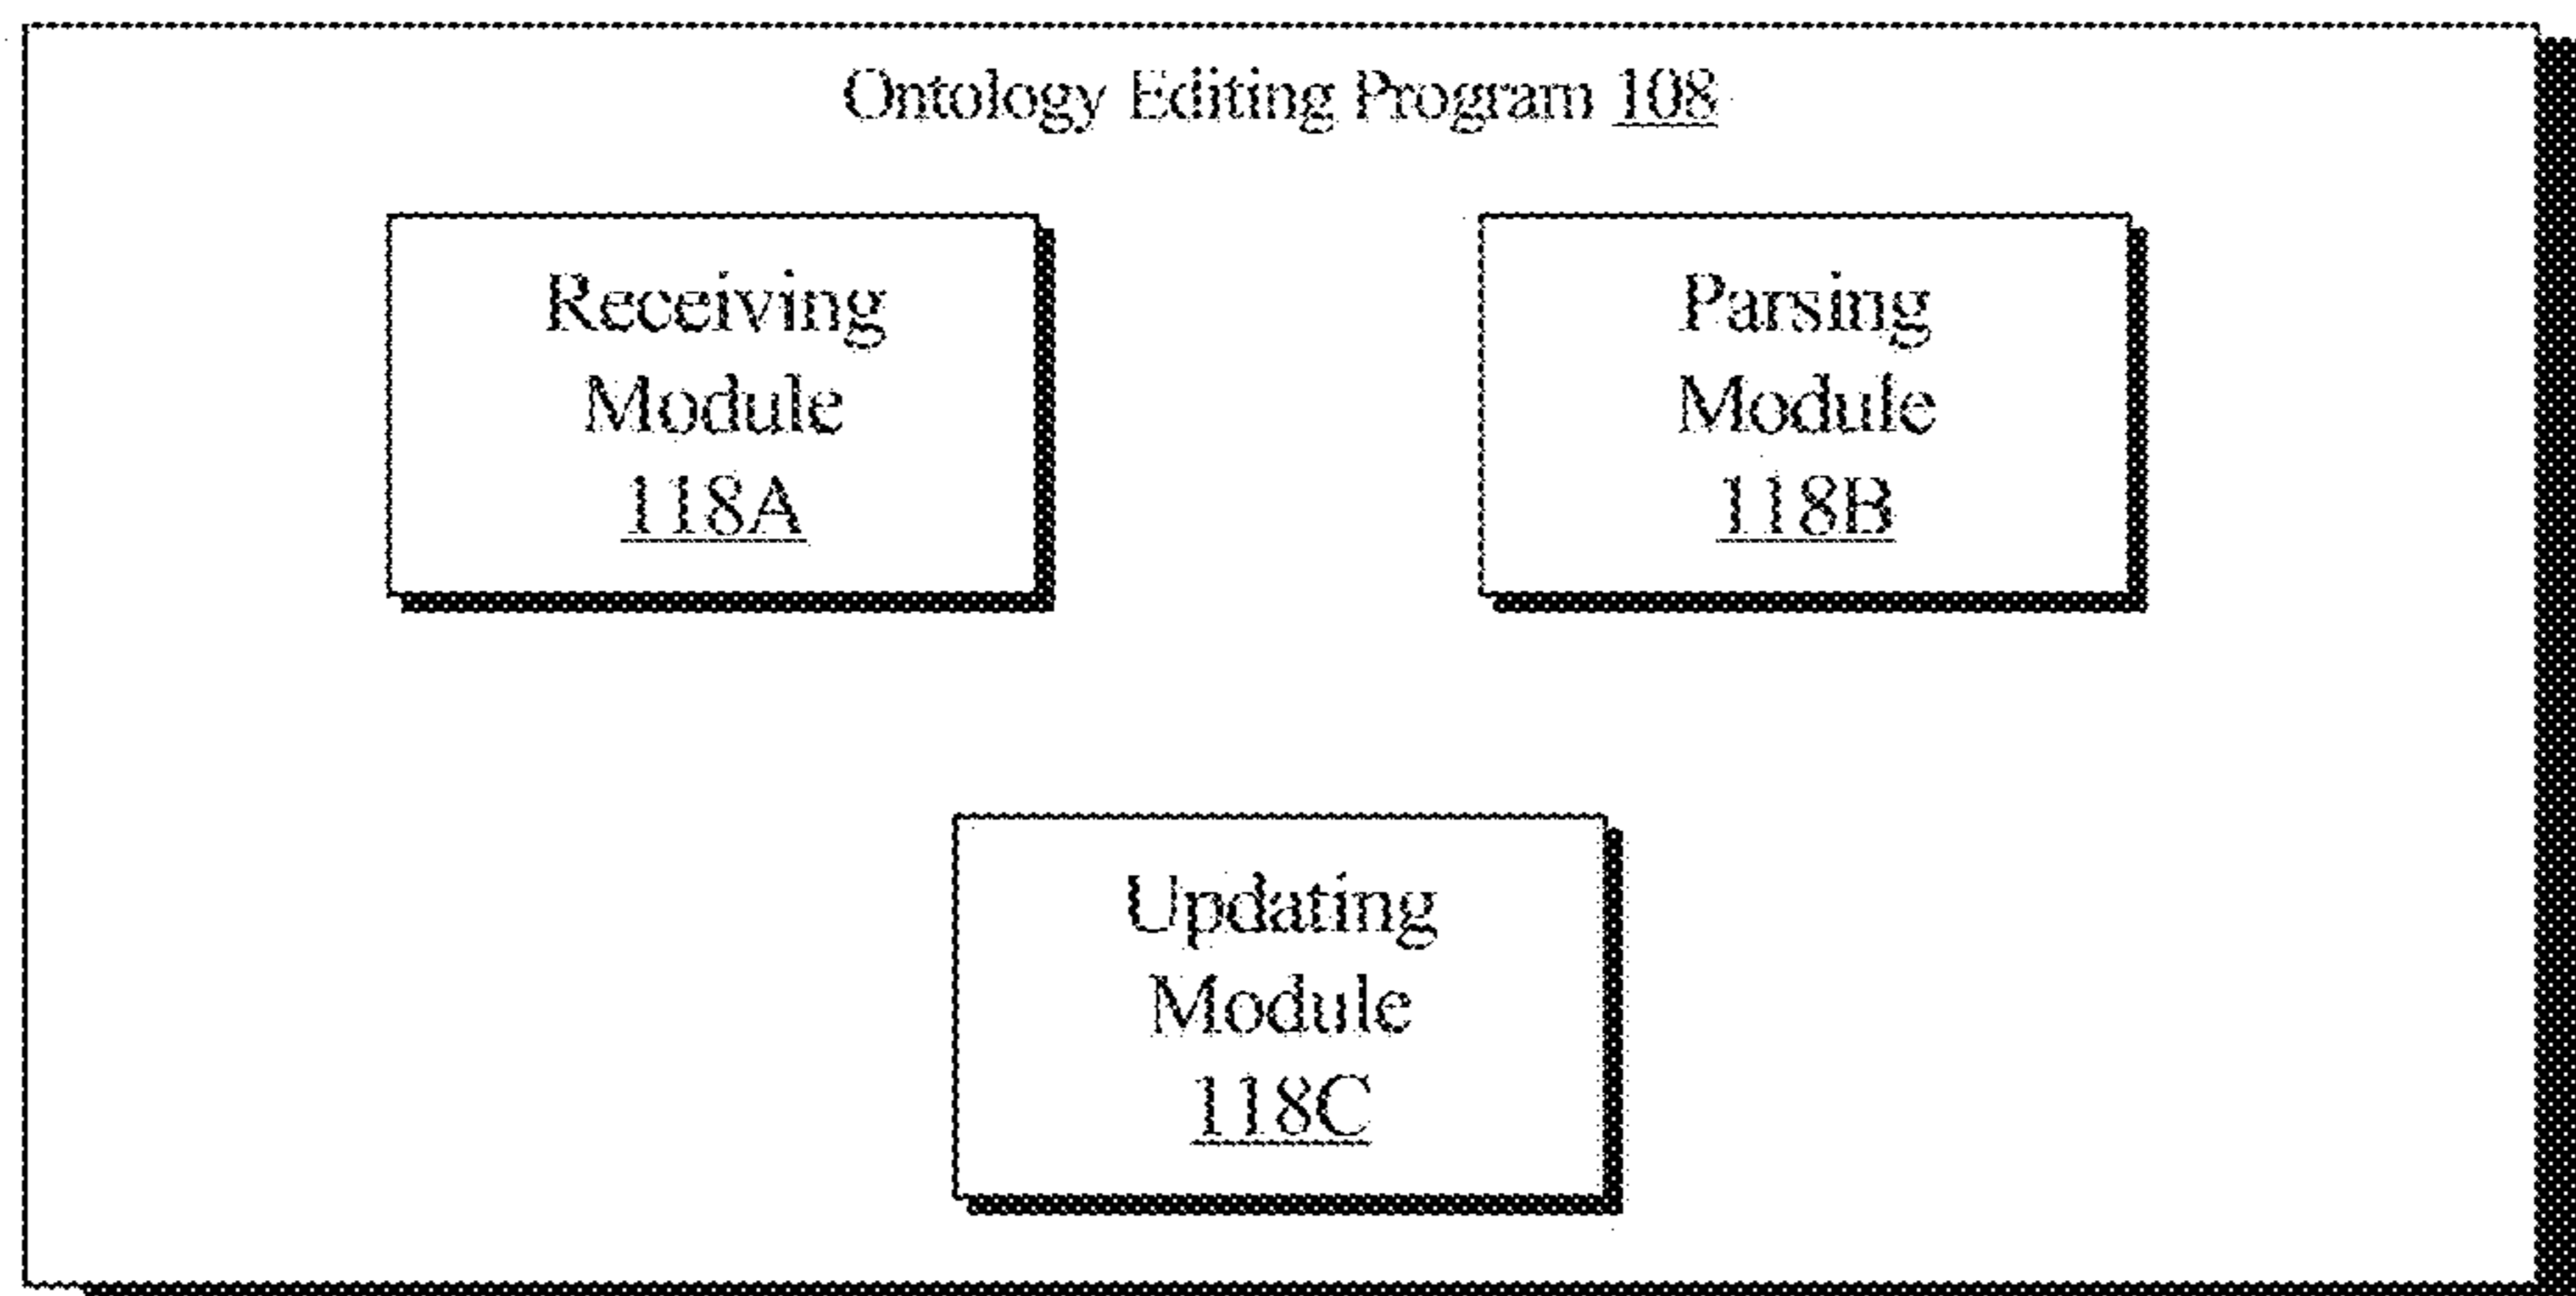 Ontology Editing Program 108
Receiving
Module
118A
Parsing
Module
118B
Updating
Module
118C